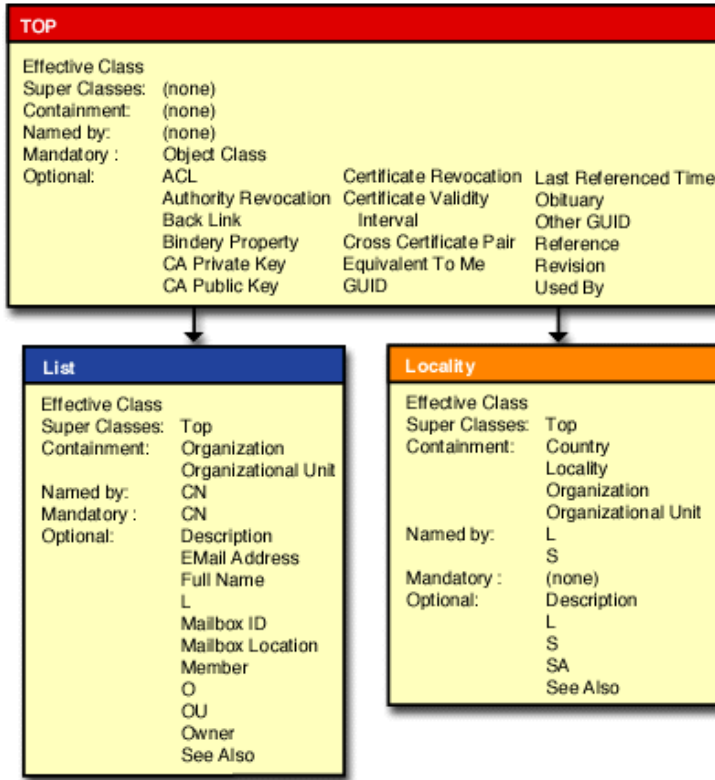 TOP
Effective Class
Super Classes: (none)
Containment: (none)
Named by: (none)
Mandatory : Object Class
Optional: ACL Certificate Revocation Last Referenced Time
Authority Revocation Certificate Validity Obituary
Back Link Interval Other GUID
Bindery Property Cross Certificate Pair Reference
CA Private Key Equivalent To Me Revision
CA Public Key GUID Used By
List
Effective Class
Super Classes: Top
Containment: Organization
Organizational Unit
Named by: CN
Mandatory : CN
Optional: Description
EMail Address
Full Name
L
Mailbox ID
Mailbox Location
Member
O
OU
Owner
See Also
Locality
Effective Class
Super Classes: Top
Containment: Country
Locality
Organization
Organizational Unit
Named by: L
S
Mandatory : (none)
Optional: Description
L
S
SA
See Also